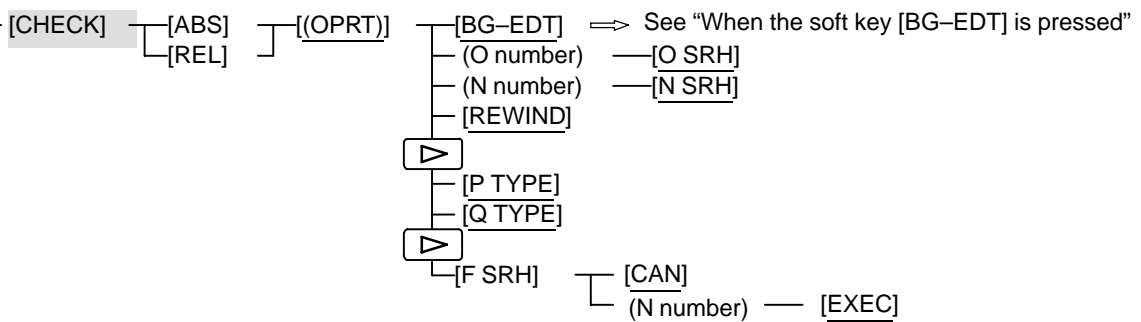 [CHECK] [ABS] [(OPRT)] [BG–EDT] See “When the soft key [BG–EDT] is pressed”
[REL] (O number) [O SRH]
(N number) [N SRH]
[REWIND]
[P TYPE]
[Q TYPE]
[F SRH] [CAN]
(N number) [EXEC]